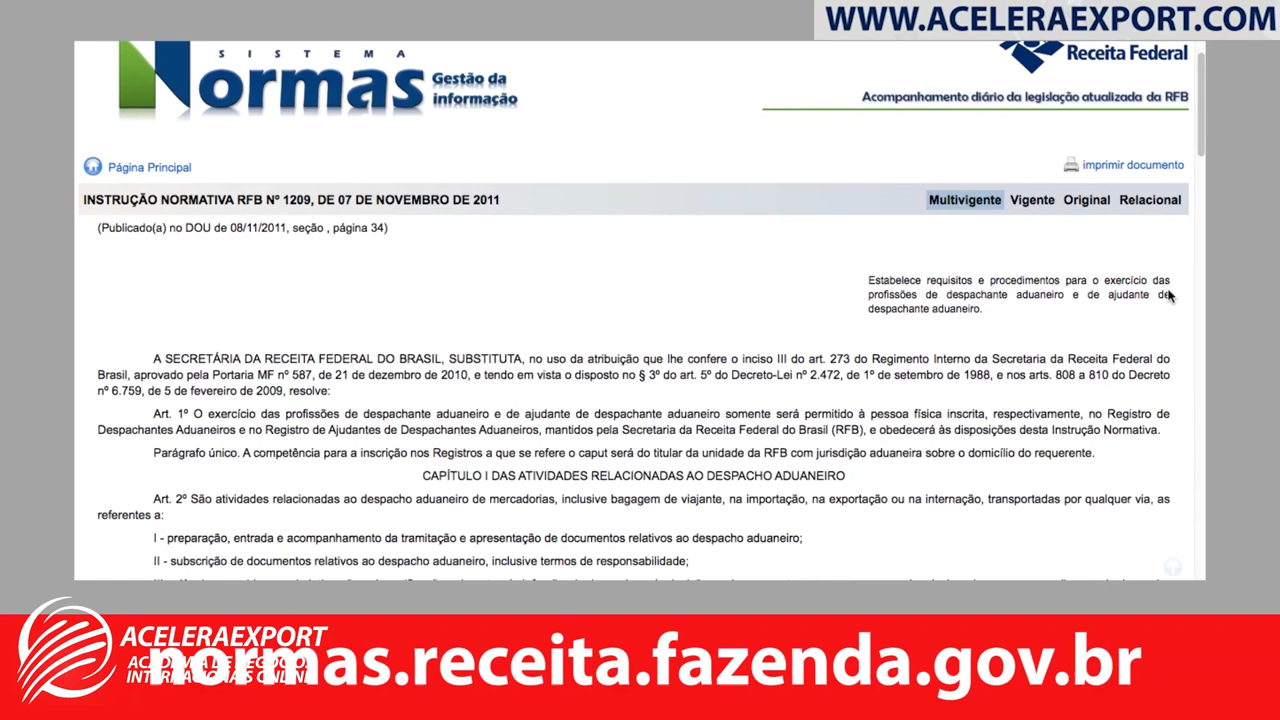 WWW.ACELERAEXPORT.COM
SISTEMA
Normas Gestão da
informação
Receita Federal
Acompanhamento diário da legislação atualizada da RFB
Página Principal
imprimir documento
INSTRUÇÃO NORMATIVA RFB Nº 1209, DE 07 DE NOVEMBRO DE 2011
Multivigente Vigente Original Relacional
(Publicado(a) no DOU de 08/11/2011, seção , página 34)
Estabelece requisitos e procedimentos para o exercício das
profissões de despachante aduaneiro e de ajudante de
despachante aduaneiro.
A SECRETÁRIA DA RECEITA FEDERAL DO BRASIL, SUBSTITUTA, no uso da atribuição que lhe confere o inciso III do art. 273 do Regimento Interno da Secretaria da Receita Federal do
Brasil, aprovado pela Portaria MF nº 587, de 21 de dezembro de 2010, e tendo em vista o disposto no § 3º do art. 5º do Decreto-Lei nº 2.472, de 1º de setembro de 1988, e nos arts. 808 a 810 do Decreto
nº 6.759, de 5 de fevereiro de 2009, resolve:
Art. 1º O exercício das profissões de despachante aduaneiro e de ajudante de despachante aduaneiro somente será permitido à pessoa física inscrita, respectivamente, no Registro de
Despachantes Aduaneiros e no Registro de Ajudantes de Despachantes Aduaneiros, mantidos pela Secretaria da Receita Federal do Brasil (RFB), e obedecerá às disposições desta Instrução Normativa.
Parágrafo único. A competência para a inscrição nos Registros a que se refere o caput será do titular da unidade da RFB com jurisdição aduaneira sobre o domicílio do requerente.
CAPÍTULO I DAS ATIVIDADES RELACIONADAS AO DESPACHO ADUANEIRO
Art. 2º São atividades relacionadas ao despacho aduaneiro de mercadorias, inclusive bagagem de viajante, na importação, na exportação ou na internação, transportadas por qualquer via, as
referentes a:
I - preparação, entrada e acompanhamento da tramitação e apresentação de documentos relativos ao despacho aduaneiro;
II - subscrição de documentos relativos ao despacho aduaneiro, inclusive termos de responsabilidade;
ACELERAEXPORT
ACADEMIA DE NEGÓCIOS
INTERNACIONAIS ONLINE
normas.receita.fazenda.gov.br